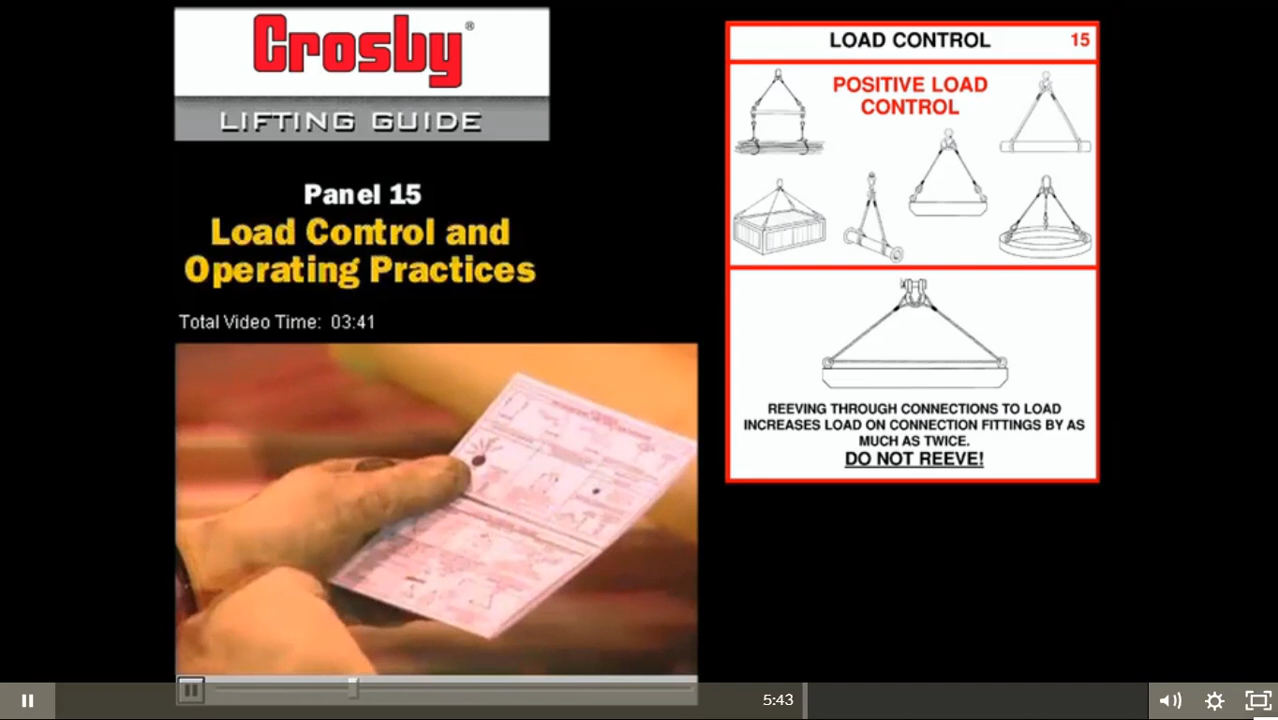 Crosby®
LIFTING GUIDE
Panel 15
Load Control and
Operating Practices
Total Video Time: 03:41
LOAD CONTROL 15
POSITIVE LOAD
CONTROL
REEVING THROUGH CONNECTIONS TO LOAD
INCREASES LOAD ON CONNECTION FITTINGS BY AS
MUCH AS TWICE.
DO NOT REEVE!
5:43